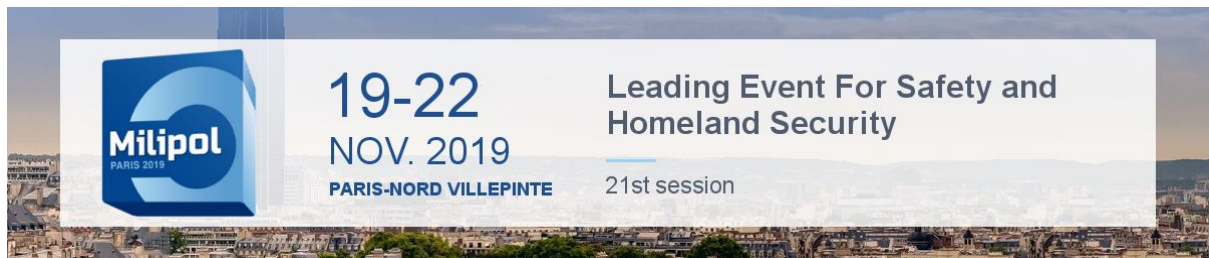 Milipol
PARIS 2019
19-22
NOV. 2019
PARIS-NORD VILLEPINTE
Leading Event For Safety and
Homeland Security
21st session